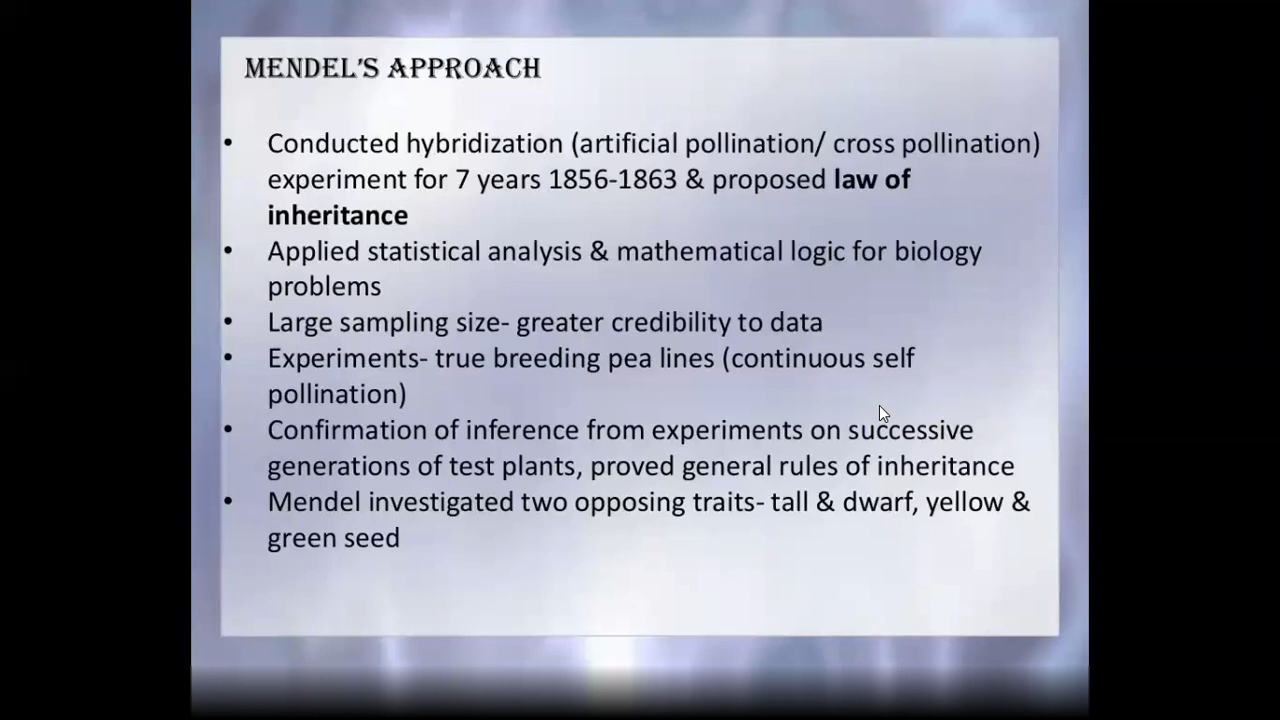 MENDEL'S APPROACH
• Conducted hybridization (artificial pollination/ cross pollination)
experiment for 7 years 1856-1863 & proposed law of
inheritance
• Applied statistical analysis & mathematical logic for biology
problems
• Large sampling size- greater credibility to data
• Experiments- true breeding pea lines (continuous self
pollination)
• Confirmation of inference from experiments on successive
generations of test plants, proved general rules of inheritance
• Mendel investigated two opposing traits- tall & dwarf, yellow &
green seed